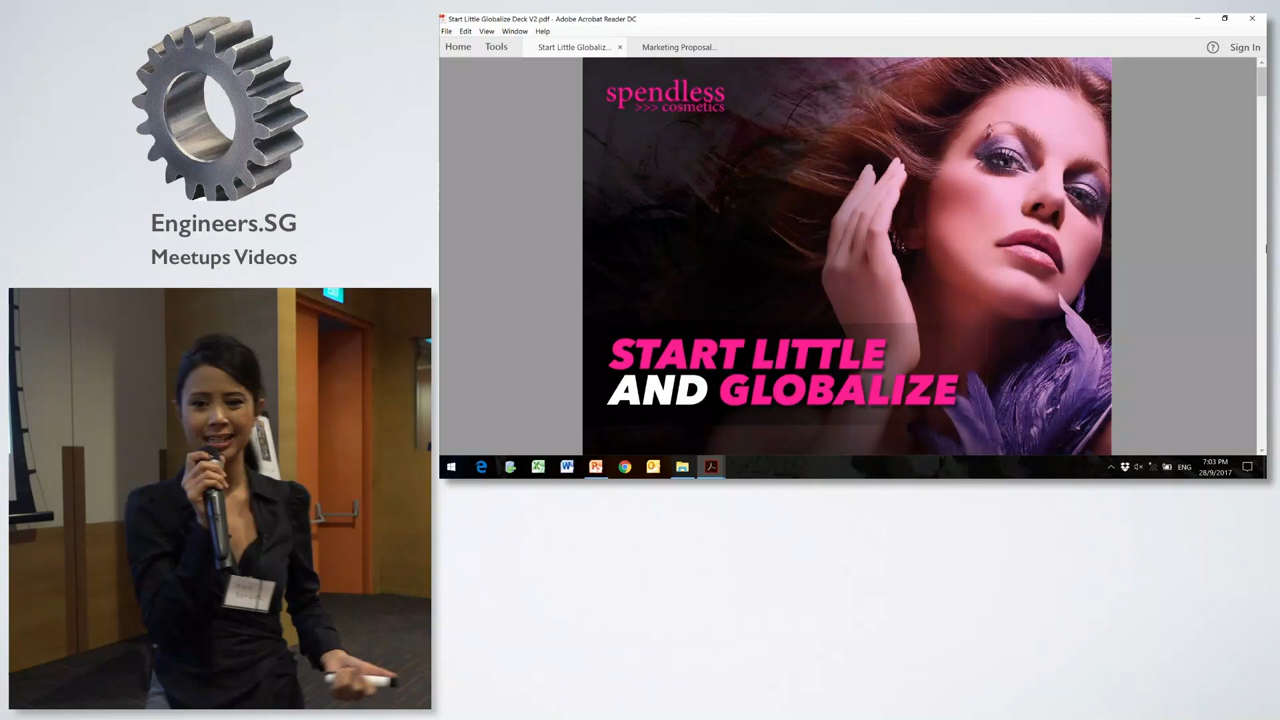 Engineers.SG
Meetups Videos
Start Little Globalize Deck V2.pdf - Adobe Acrobat Reader DC
File Edit View Window Help
Home Tools Start Little Globaliz... × Marketing Proposal... ? Sign In
spendless
>>> cosmetics
START LITTLE
AND GLOBALIZE
ENG
7:03 PM
28/9/2017